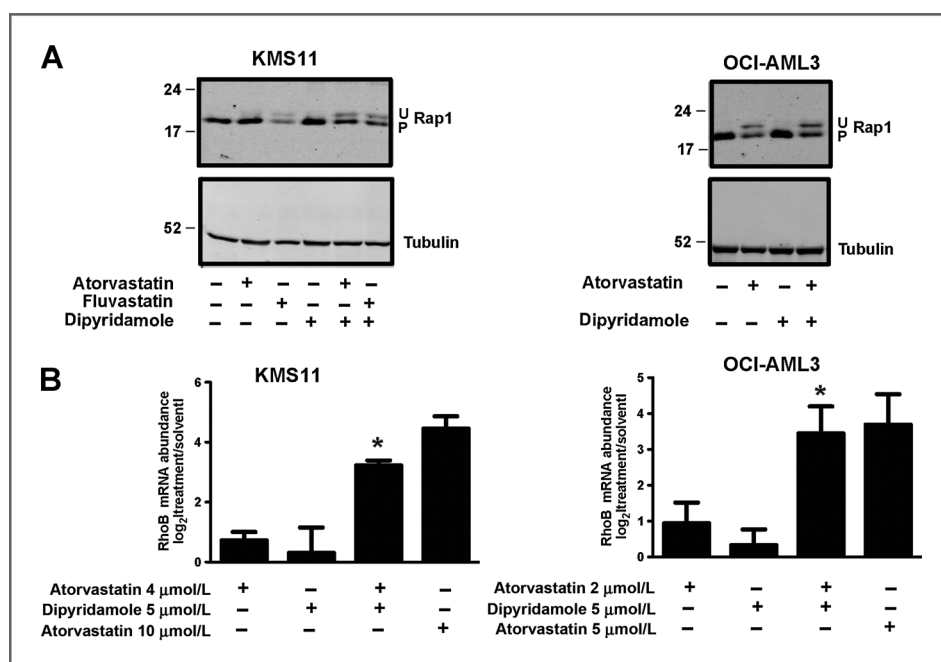 A
KMS11
24 –
17 –
U
P
Rap1
52 –
Tubulin
Atorvastatin – + – – + –
Fluvastatin – – + – – +
Dipyridamole – – – + + +
OCI-AML3
24 –
17 –
U
P
Rap1
52 –
Tubulin
Atorvastatin – + – +
Dipyridamole – – + +
B
KMS11
RhoB mRNA abundance
log2[treatment/solvent]
6
4
2
0
*
Atorvastatin 4 μmol/L + – + –
Dipyridamole 5 μmol/L – + + –
Atorvastatin 10 μmol/L – – – +
OCI-AML3
RhoB mRNA abundance
log2[treatment/solvent]
5
4
3
2
1
0
*
Atorvastatin 2 μmol/L + – + –
Dipyridamole 5 μmol/L – + + –
Atorvastatin 5 μmol/L – – – +